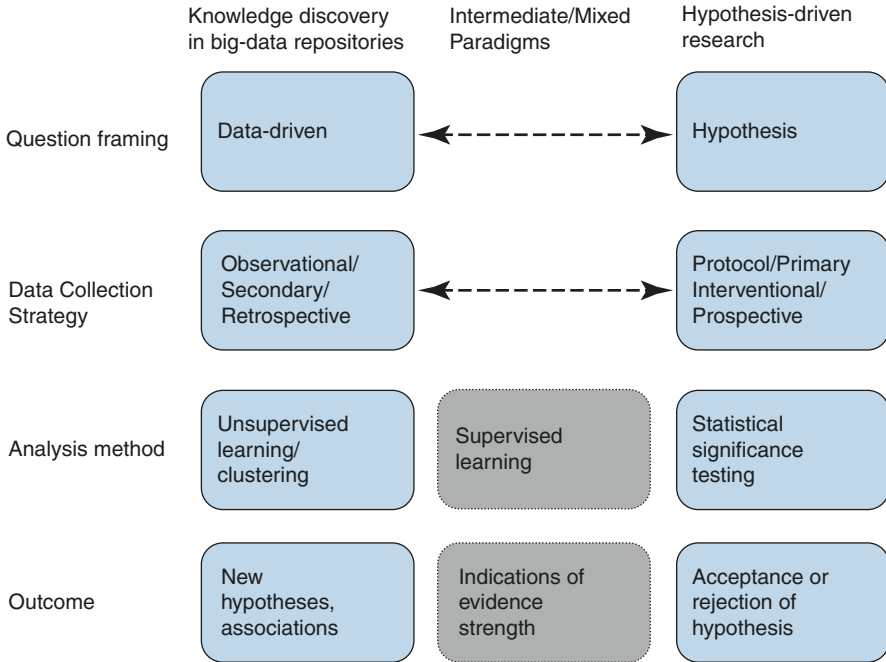 Knowledge discovery
in big-data repositories
Intermediate/Mixed
Paradigms
Hypothesis-driven
research
Question framing
Data-driven
Hypothesis
Data Collection
Strategy
Observational/
Secondary/
Retrospective
Protocol/Primary
Interventional/
Prospective
Analysis method
Unsupervised
learning/
clustering
Supervised
learning
Statistical
significance
testing
Outcome
New
hypotheses,
associations
Indications of
evidence
strength
Acceptance or
rejection of
hypothesis